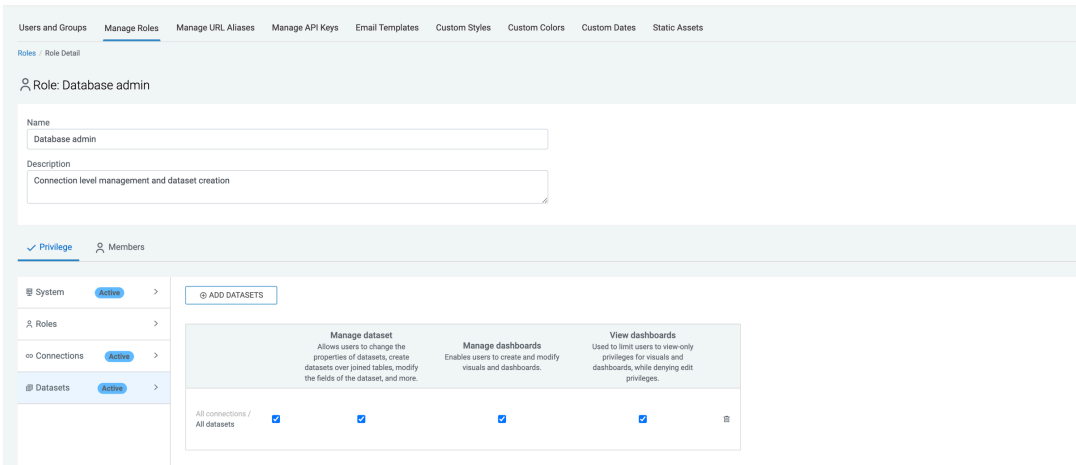 Users and Groups Manage Roles Manage URL Aliases Manage API Keys Email Templates Custom Styles Custom Colors Custom Dates Static Assets
Roles / Role Detail
Role: Database admin
Name
Database admin
Description
Connection level management and dataset creation
Privilege Members
System Active
Roles
Connections Active
Datasets Active
ADD DATASETS
Manage dataset
Allows users to change the
properties of datasets, create
datasets over joined tables, modify
the fields of the dataset, and more.
Manage dashboards
Enables users to create and modify
visuals and dashboards.
View dashboards
Used to limit users to view-only
privileges for visuals and
dashboards, while denying edit
privileges.
All connections /
All datasets